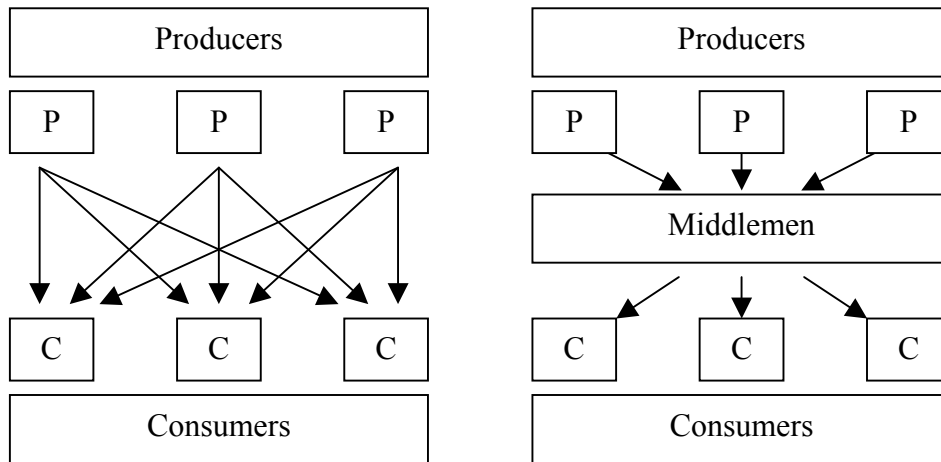 Producers
P P P
C C C
Consumers
Producers
P P P
Middlemen
C C C
Consumers